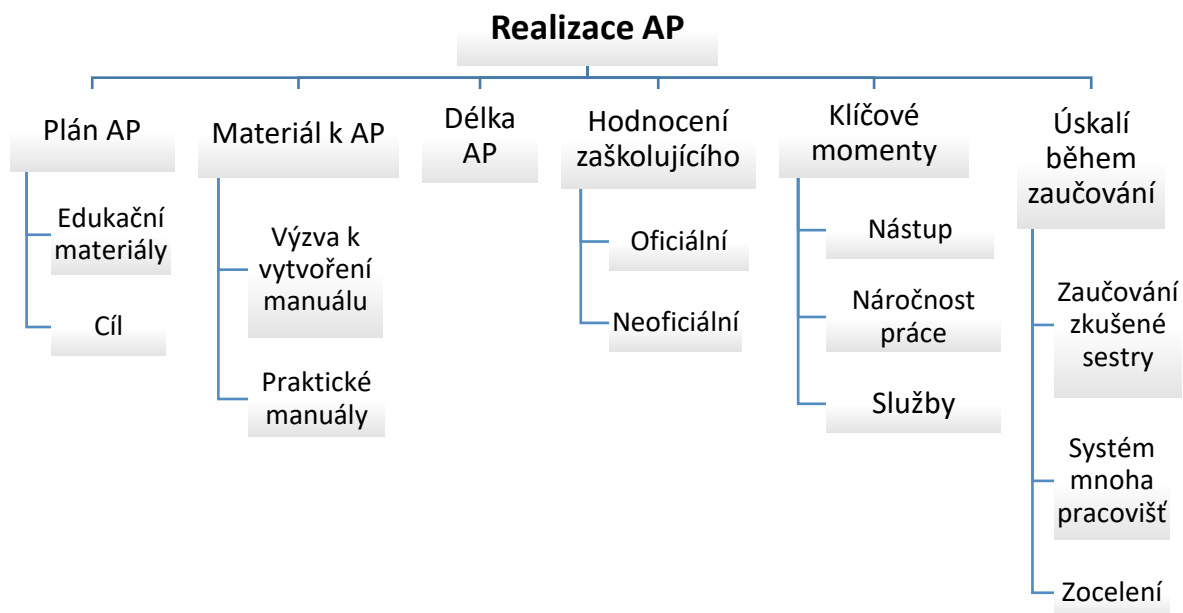 Realizace AP
Plán AP
Edukační
materiály
Cíl
Materiál k AP
Výzva k
vytvoření
manuálu
Praktické
manuály
Délka
AP
Hodnocení
zaškolujícího
Oficiální
Neoficiální
Klíčové
momenty
Nástup
Náročnost
práce
Služby
Úskalí
během
zaučování
Zaučování
zkušené
sestry
Systém
mnoha
pracovišť
Zocelení